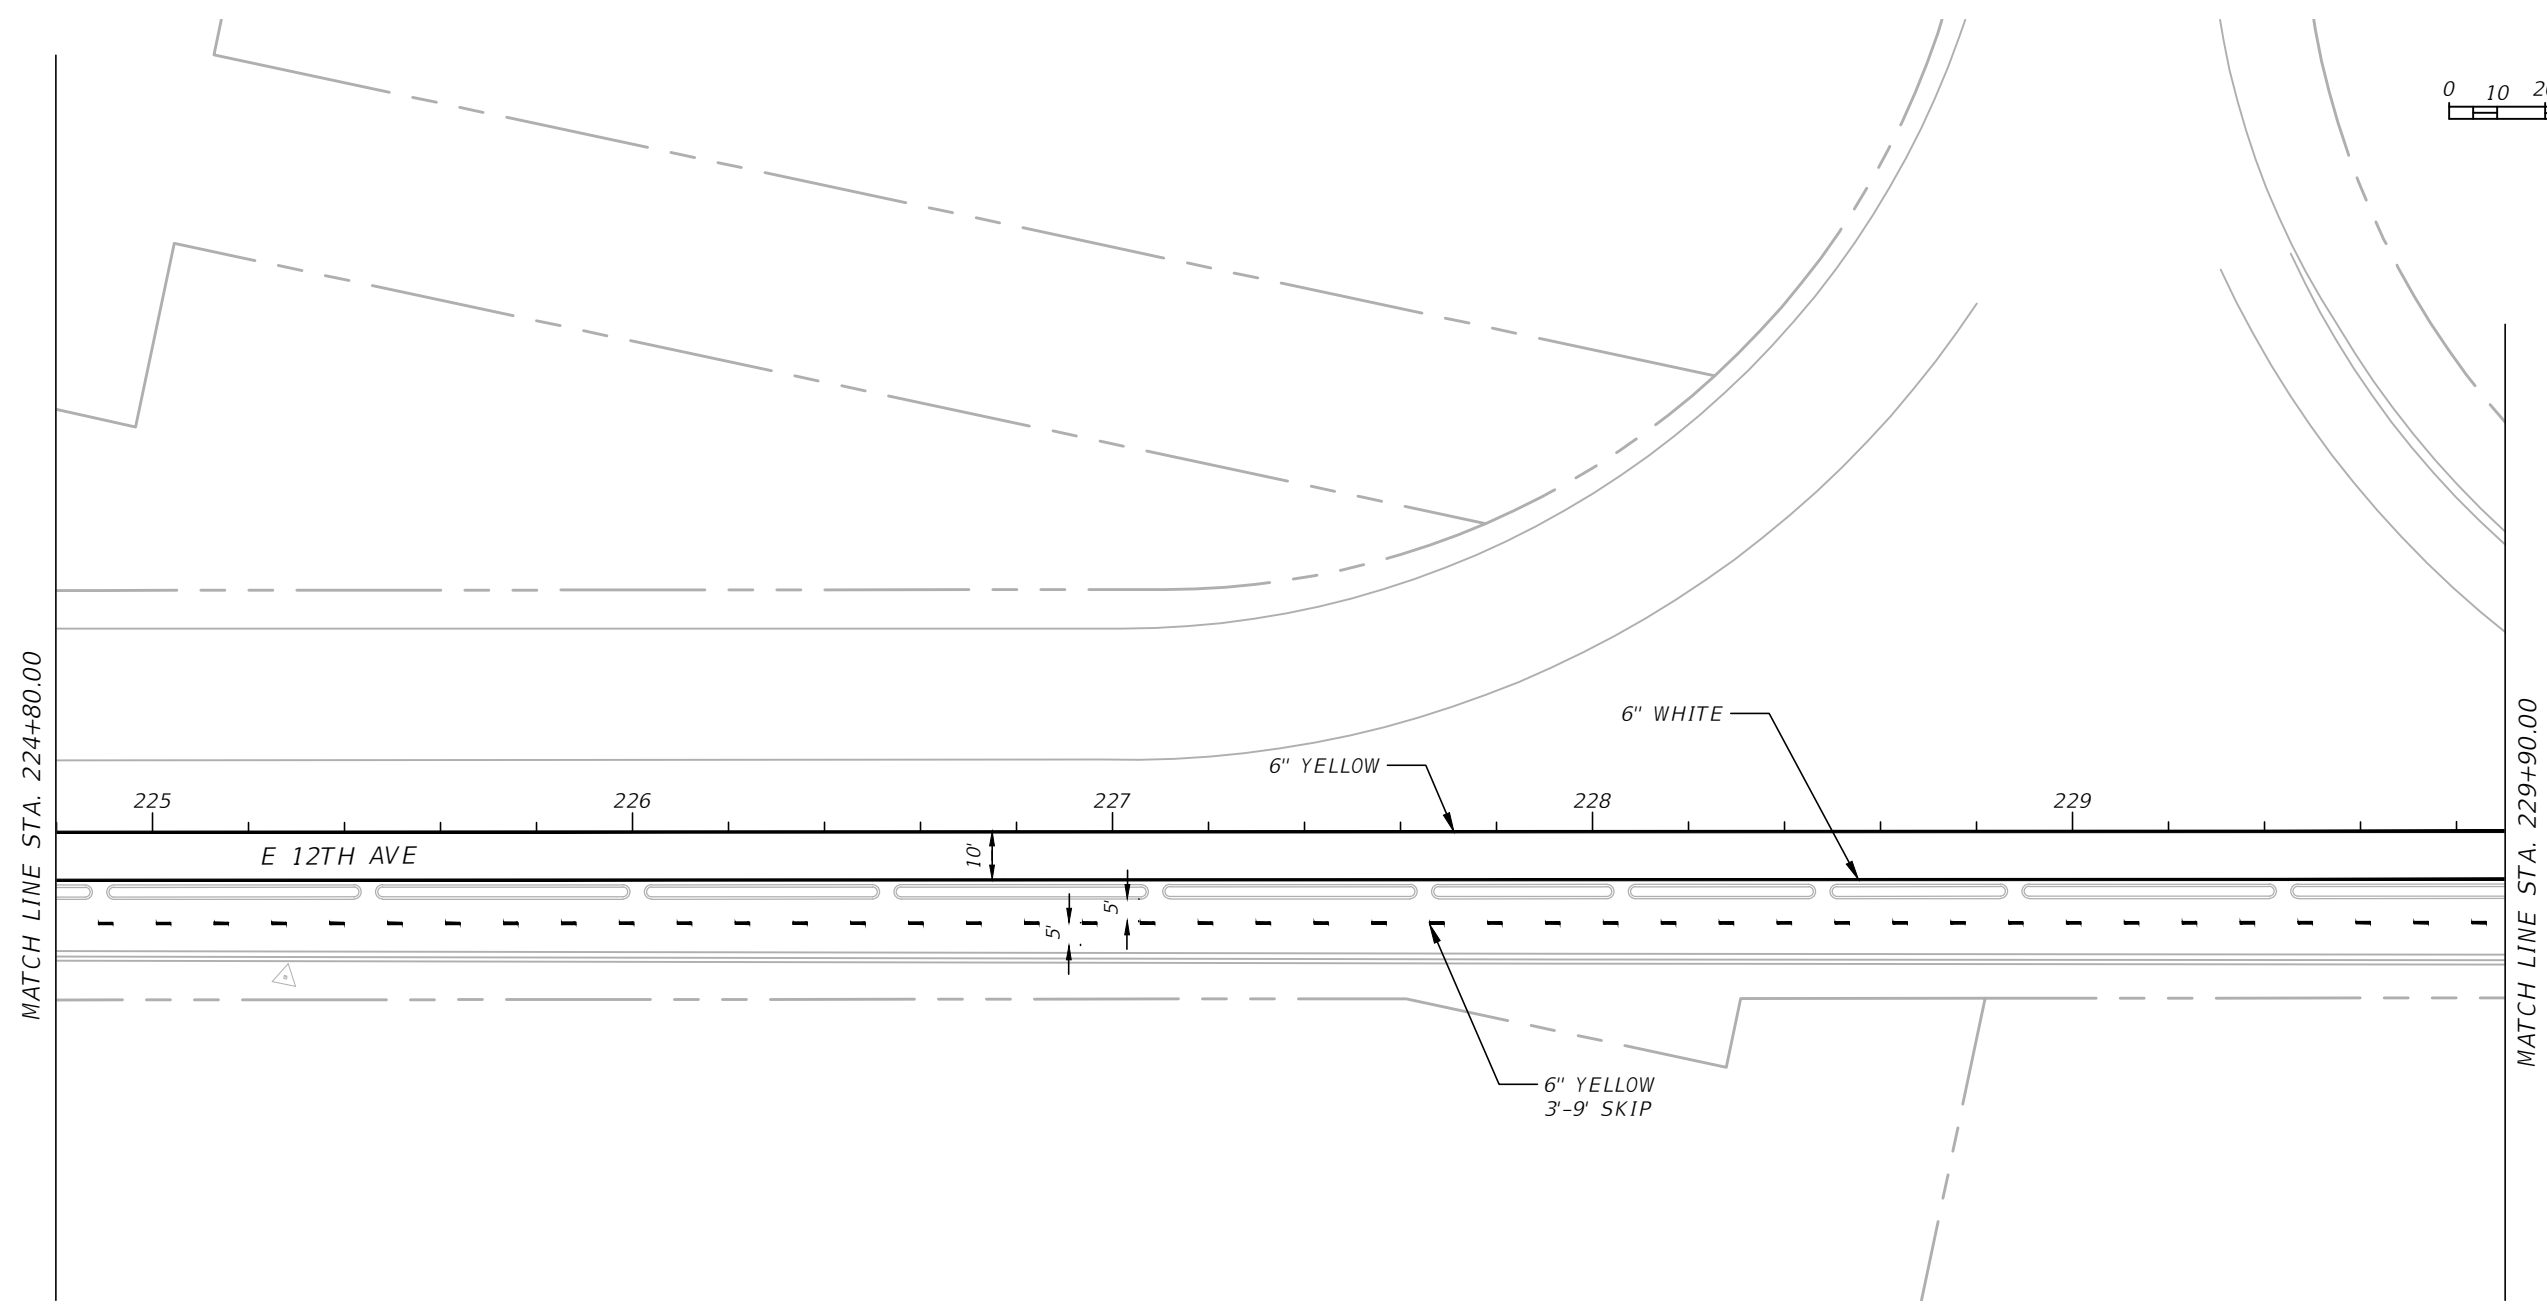 0 10
6" WHITE
6" YELLOW
225 226 227 228 229
E 12TH AVE
10'
5'
5'
6" YELLOW
3'-9' SKIP
MATCH LINE STA. 224+80.00
MATCH LINE STA. 229+90.00